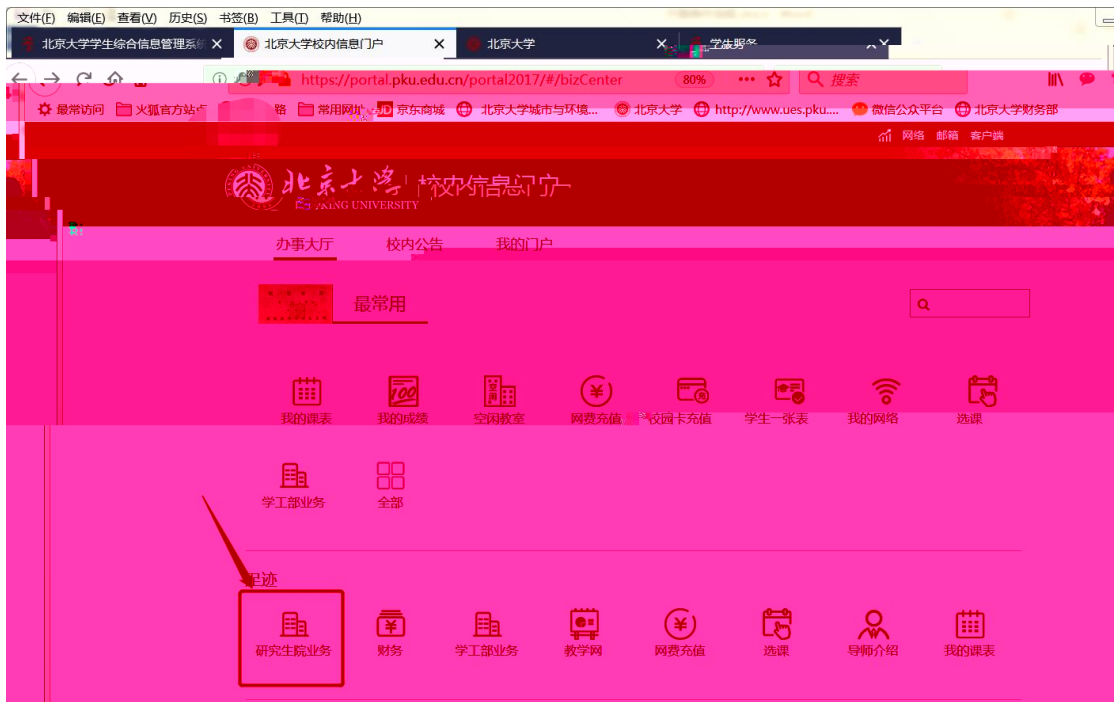 文件(F) 编辑(E) 查看(V) 历史(S) 书签(B) 工具(T) 帮助(H)
北京大学学生综合信息管理系统 北京大学校内信息门户 北京大学
https://portal.pku.edu.cn/portal2017/#/bizCenter 80% 搜索
最常访问 火狐官方站点 常用网址 京东商城 北京大学城市与环境... 北京大学 http://www.ues.pku.... 微信公众平台 北京大学财务部
网络 邮箱 客户端
北京大学 校内信息门户
UNIVERSITY
办事大厅 校内公告 我的门户
最常用
我的课表 我的成绩 空闲教室 网费充值 校园卡充值 学生一张表 我的网络 选课
学工部业务 全部
足迹
研究生院业务 财务 学工部业务 教学网 网费充值 选课 导师介绍 我的课表